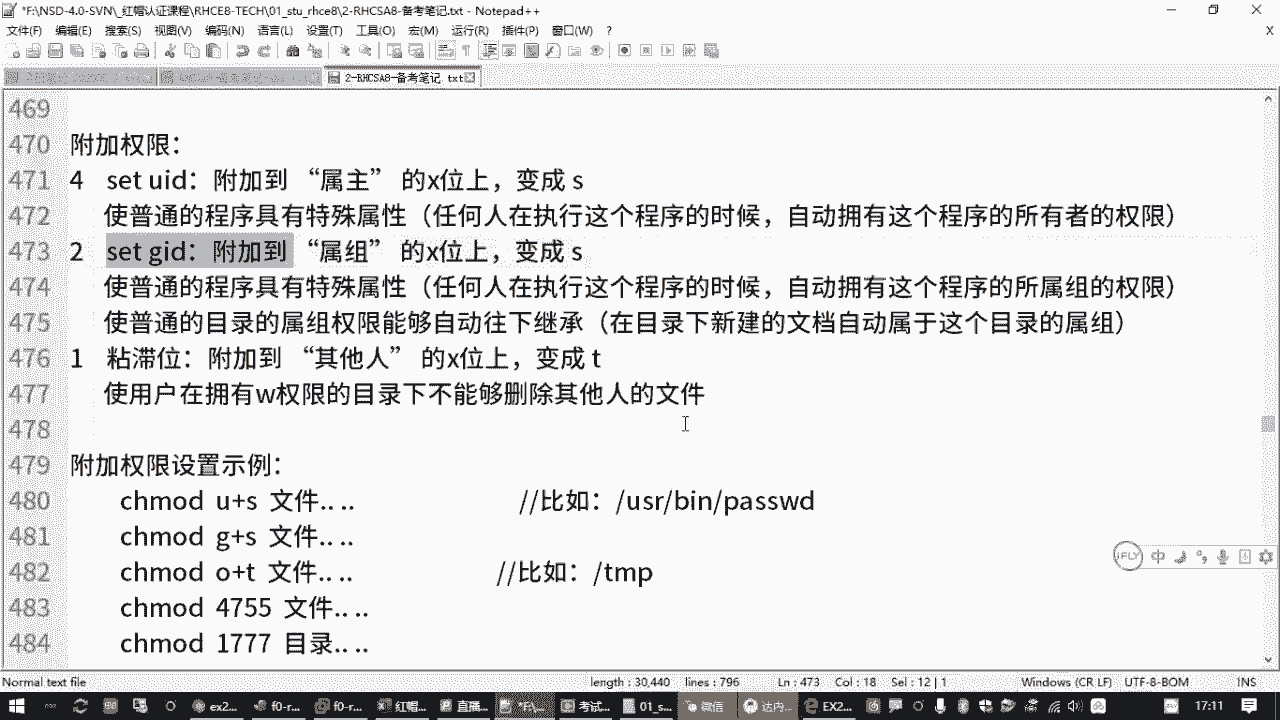 *F:\NSD-4.0-SVN\_红帽认证课程\RHCE8-TECH\01_stu_rhce8\2-RHCSA8-备考笔记.txt - Notepad++
文件(F) 编辑(E) 搜索(S) 视图(V) 编码(N) 语言(L) 设置(T) 工具(O) 宏(M) 运行(R) 插件(P) 窗口(W) ?
X
2-RHCSA8-备考笔记.txt
469
470 附加权限：
471 4 set uid：附加到 “属主” 的x位上，变成 s
472 使普通的程序具有特殊属性（任何人在执行这个程序的时候，自动拥有这个程序的所有者的权限）
473 2 set gid：附加到 “属组” 的x位上，变成 s
474 使普通的程序具有特殊属性（任何人在执行这个程序的时候，自动拥有这个程序的所属组的权限）
475 使普通的目录的属组权限能够自动往下继承（在目录下新建的文档自动属于这个目录的属组）
476 1 粘滞位：附加到 “其他人” 的x位上，变成 t
477 使用户在拥有w权限的目录下不能够删除其他人的文件
478
479 附加权限设置示例：
480 chmod u+s 文件.. .. //比如：/usr/bin/passwd
481 chmod g+s 文件.. ..
482 chmod o+t 文件.. .. //比如：/tmp
483 chmod 4755 文件.. ..
484 chmod 1777 目录.. ..
iFLY 中
Normal text file length : 30,440 lines : 796 Ln : 473 Col : 18 Sel : 12 | 1 Windows (CR LF) UTF-8-BOM INS
ex2... f0-r... f0-r... 红帽... 直播... *F:\... 考试... 01_s... 微信 达内... EX2... 17:11